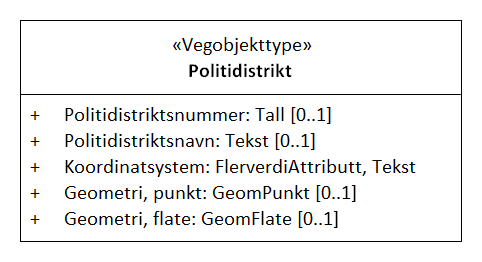 «Vegobjekttype»
Politidistrikt
+ Politidistriktsnummer: Tall [0..1]
+ Politidistriktsnavn: Tekst [0..1]
+ Koordinatsystem: FlerverdiAttributt, Tekst
+ Geometri, punkt: GeomPunkt [0..1]
+ Geometri, flate: GeomFlate [0..1]